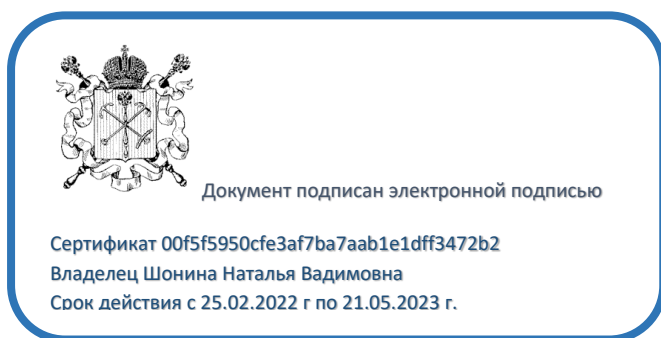 Документ подписан электронной подписью
Сертификат 00f5f5950cfe3af7ba7aab1e1dff3472b2
Владелец Шонина Наталья Вадимовна
Срок действия с 25.02.2022 г по 21.05.2023 г.